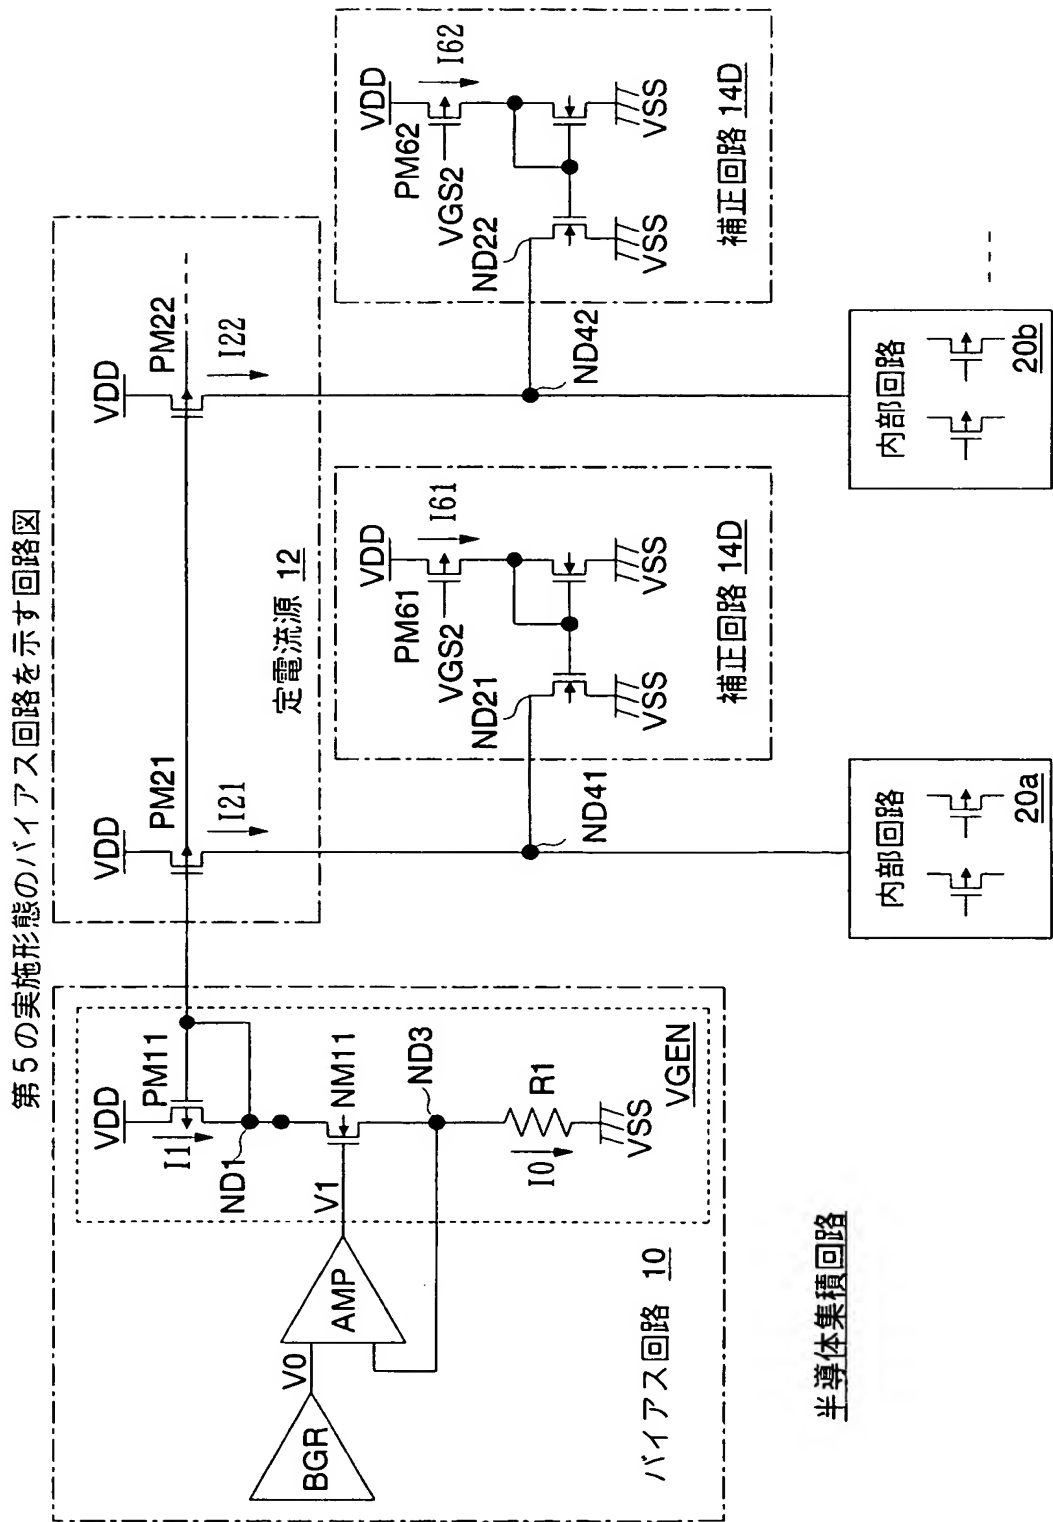 第5の実施形態のバイアス回路を示す回路図
VDD
PM11
I1
ND1
V1
NM11
ND3
R1
I0
VSS
VGEN
BGR
V0
AMP
バイアス回路 10
VDD
PM21
I21
VDD
PM22
I22
定電流源 12
VDD
PM61
I61
VGS2
ND21
VSS
VSS
補正回路 14D
ND41
VDD
PM62
I62
VGS2
ND22
VSS
VSS
補正回路 14D
ND42
内部回路
20a
内部回路
20b
半導体集積回路